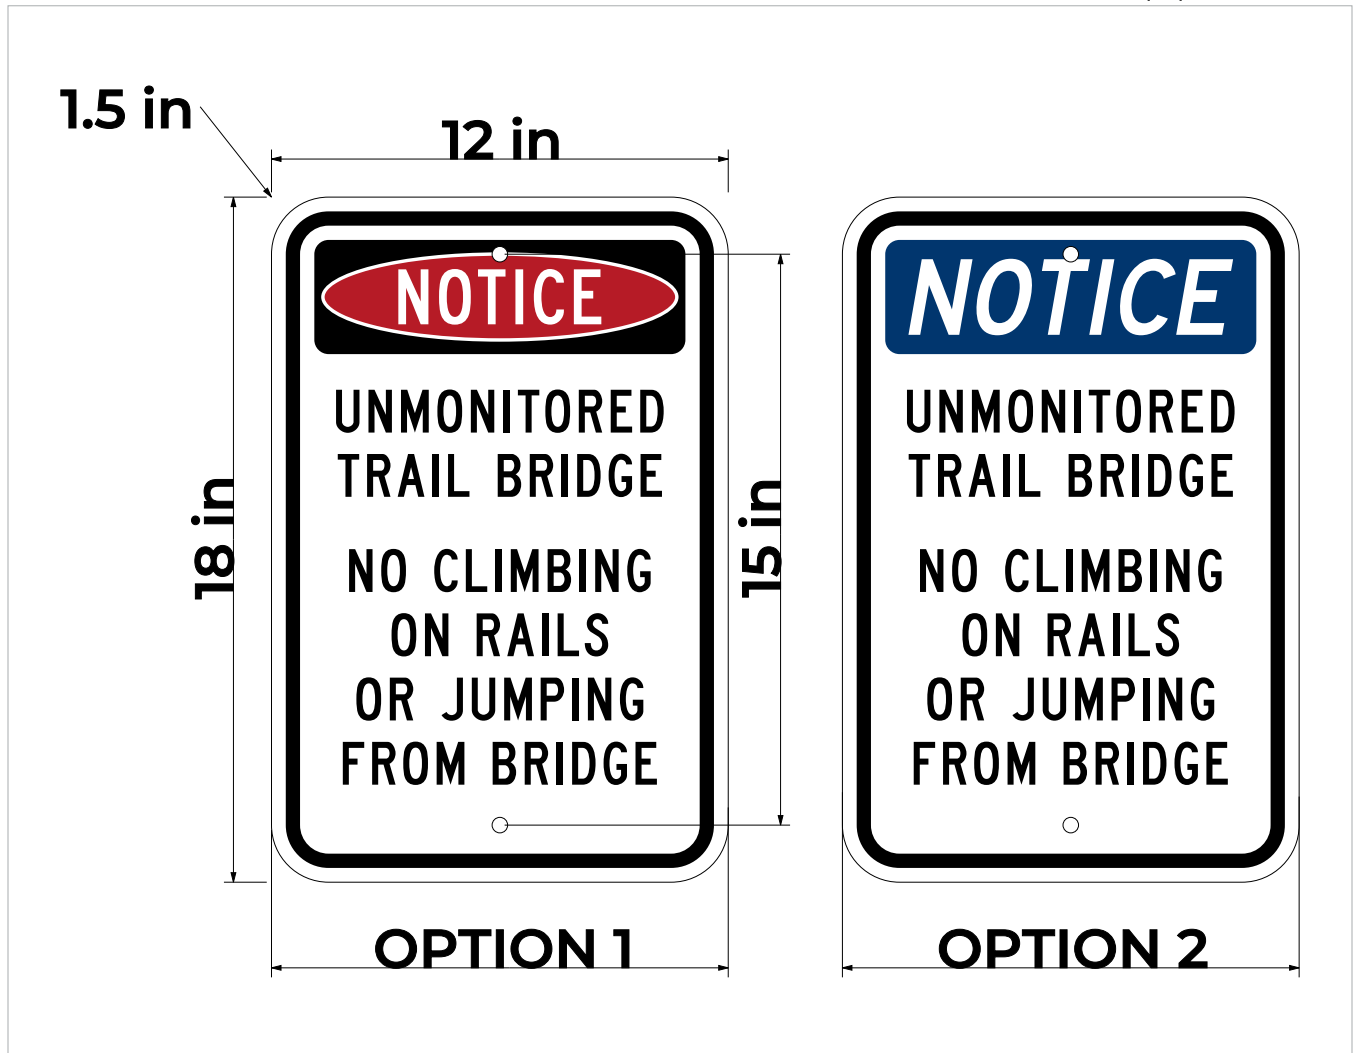 1.5 in
12 in
18 in
15 in
NOTICE
UNMONITORED
TRAIL BRIDGE
NO CLIMBING
ON RAILS
OR JUMPING
FROM BRIDGE
OPTION 1
NOTICE
UNMONITORED
TRAIL BRIDGE
NO CLIMBING
ON RAILS
OR JUMPING
FROM BRIDGE
OPTION 2